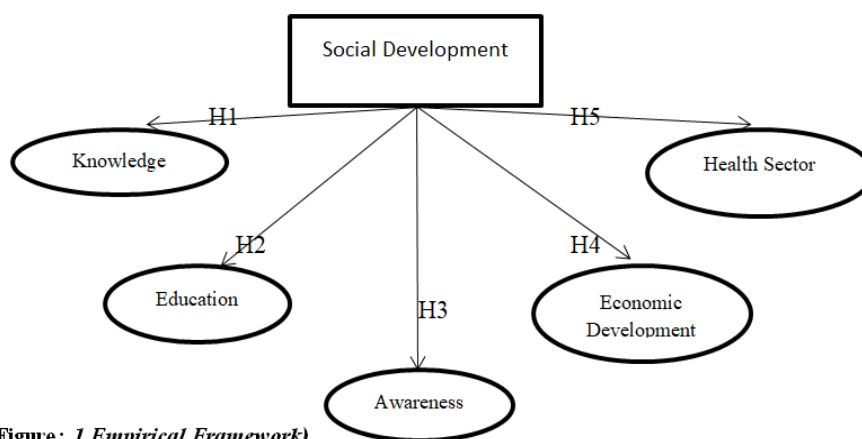 Social Development
H1
H5
Knowledge
Health Sector
H2
H4
Education
Economic
Development
H3
Awareness
Figure: 1 Empirical Framework)